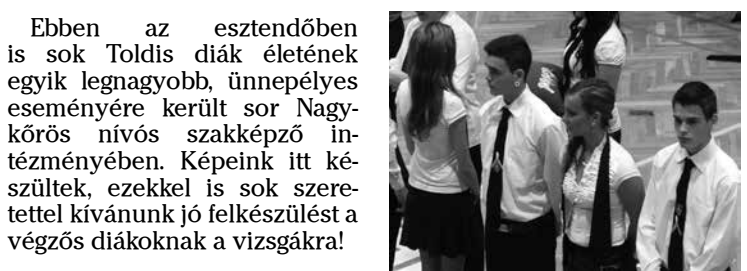 Ebben az esztendőben
is sok Toldis diák életének
egyik legnagyobb, ünnepélyes
eseményére került sor Nagy-
kőrös nívós szakképző in-
tézményében. Képeink itt ké-
szültek, ezekkel is sok szere-
tettel kívánunk jó felkészülést a
végzős diákoknak a vizsgákra!